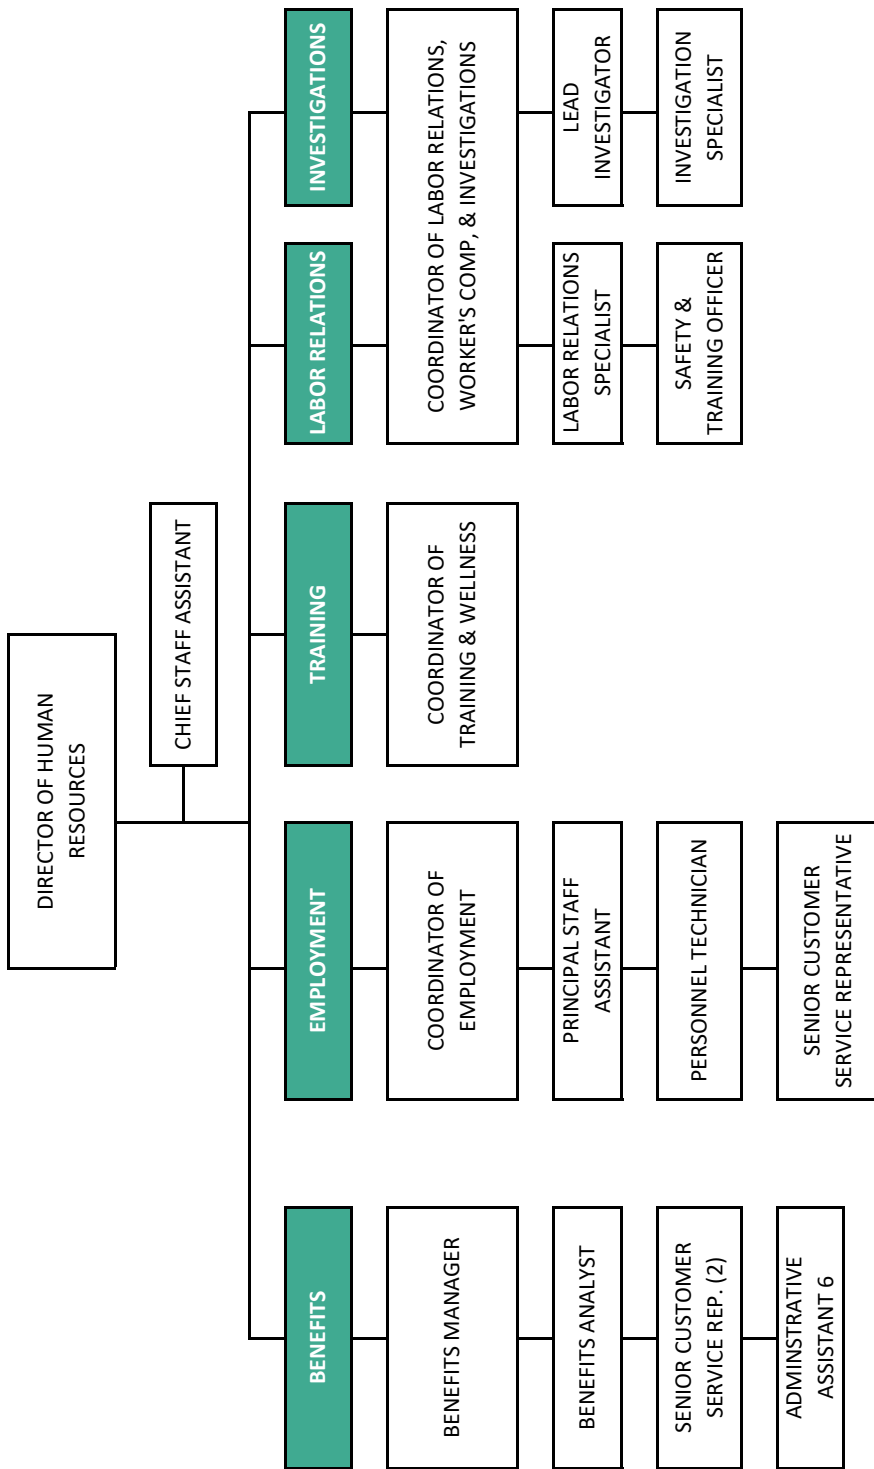 DIRECTOR OF HUMAN
RESOURCES
CHIEF STAFF ASSISTANT
BENEFITS
EMPLOYMENT
TRAINING
LABOR RELATIONS
INVESTIGATIONS
BENEFITS MANAGER
COORDINATOR OF
EMPLOYMENT
COORDINATOR OF
TRAINING & WELLNESS
COORDINATOR OF LABOR RELATIONS,
WORKER'S COMP, & INVESTIGATIONS
BENEFITS ANALYST
PRINCIPAL STAFF
ASSISTANT
LABOR RELATIONS
SPECIALIST
LEAD
INVESTIGATOR
SENIOR CUSTOMER
SERVICE REP. (2)
PERSONNEL TECHNICIAN
SAFETY &
TRAINING OFFICER
INVESTIGATION
SPECIALIST
ADMINSTRATIVE
ASSISTANT 6
SENIOR CUSTOMER
SERVICE REPRESENTATIVE